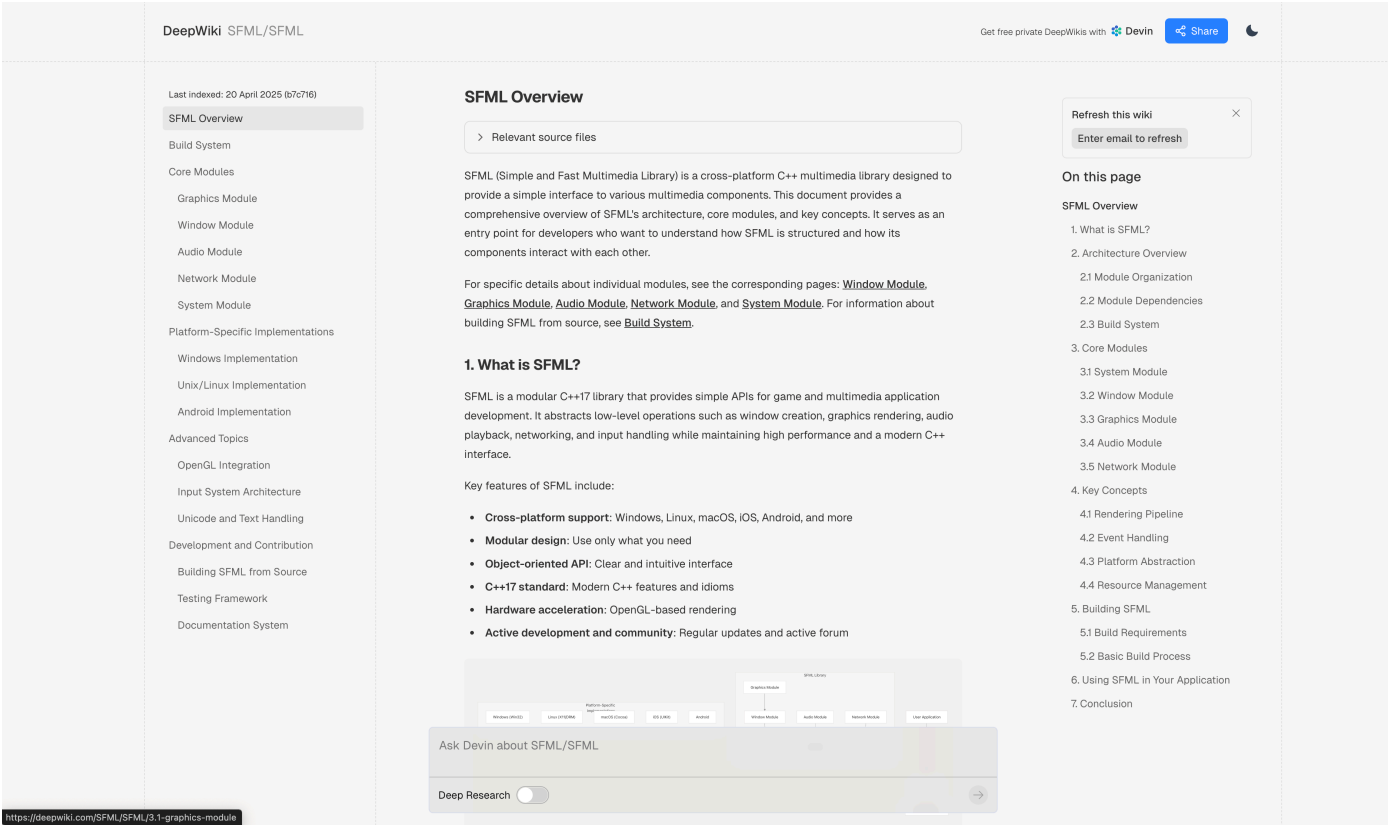 DeepWiki SFML/SFML
Get free private DeepWikis with Devin
Share
Last indexed: 20 April 2025 (b7c716)
SFML Overview
Build System
Core Modules
Graphics Module
Window Module
Audio Module
Network Module
System Module
Platform-Specific Implementations
Windows Implementation
Unix/Linux Implementation
Android Implementation
Advanced Topics
OpenGL Integration
Input System Architecture
Unicode and Text Handling
Development and Contribution
Building SFML from Source
Testing Framework
Documentation System
SFML Overview
Relevant source files
SFML (Simple and Fast Multimedia Library) is a cross-platform C++ multimedia library designed to
provide a simple interface to various multimedia components. This document provides a
comprehensive overview of SFML's architecture, core modules, and key concepts. It serves as an
entry point for developers who want to understand how SFML is structured and how its
components interact with each other.
For specific details about individual modules, see the corresponding pages: Window Module,
Graphics Module, Audio Module, Network Module, and System Module. For information about
building SFML from source, see Build System.
1. What is SFML?
SFML is a modular C++17 library that provides simple APIs for game and multimedia application
development. It abstracts low-level operations such as window creation, graphics rendering, audio
playback, networking, and input handling while maintaining high performance and a modern C++
interface.
Key features of SFML include:
• Cross-platform support: Windows, Linux, macOS, iOS, Android, and more
• Modular design: Use only what you need
• Object-oriented API: Clear and intuitive interface
• C++17 standard: Modern C++ features and idioms
• Hardware acceleration: OpenGL-based rendering
• Active development and community: Regular updates and active forum
SFML Library
Graphics Module
Platform-Specific
Windows (Win32)
Linux (X11/DRM)
macOS (Cocoa)
iOS (UIKit)
Android
Window Module
Audio Module
Network Module
User Application
Ask Devin about SFML/SFML
Deep Research
Refresh this wiki
Enter email to refresh
On this page
SFML Overview
1. What is SFML?
2. Architecture Overview
2.1 Module Organization
2.2 Module Dependencies
2.3 Build System
3. Core Modules
3.1 System Module
3.2 Window Module
3.3 Graphics Module
3.4 Audio Module
3.5 Network Module
4. Key Concepts
4.1 Rendering Pipeline
4.2 Event Handling
4.3 Platform Abstraction
4.4 Resource Management
5. Building SFML
5.1 Build Requirements
5.2 Basic Build Process
6. Using SFML in Your Application
7. Conclusion
https://deepwiki.com/SFML/SFML/3.1-graphics-module